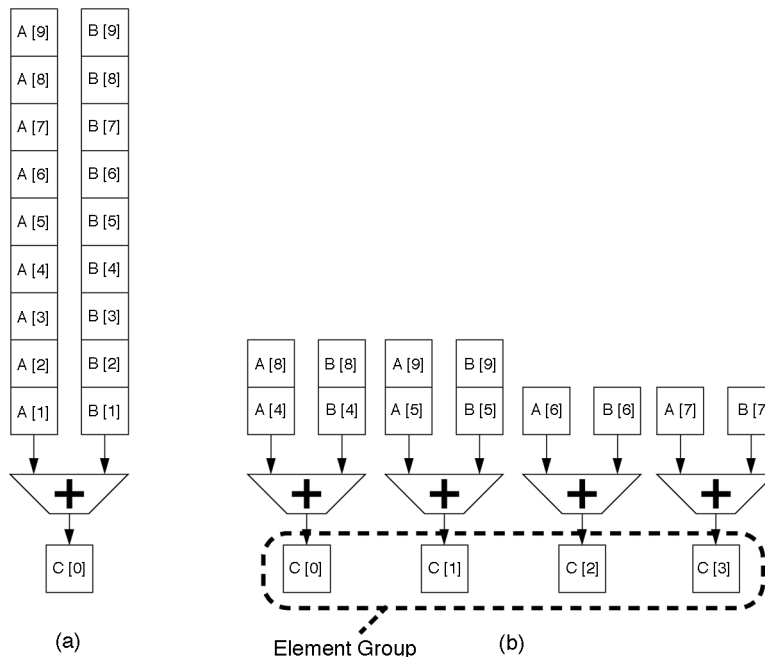 A [9] B [9]
A [8] B [8]
A [7] B [7]
A [6] B [6]
A [5] B [5]
A [4] B [4]
A [3] B [3]
A [2] B [2]
A [1] B [1]
+
C [0]
(a)
A [8] B [8] A [9] B [9]
A [4] B [4] A [5] B [5] A [6] B [6] A [7] B [7]
+ + + +
C [0] C [1] C [2] C [3]
Element Group
(b)